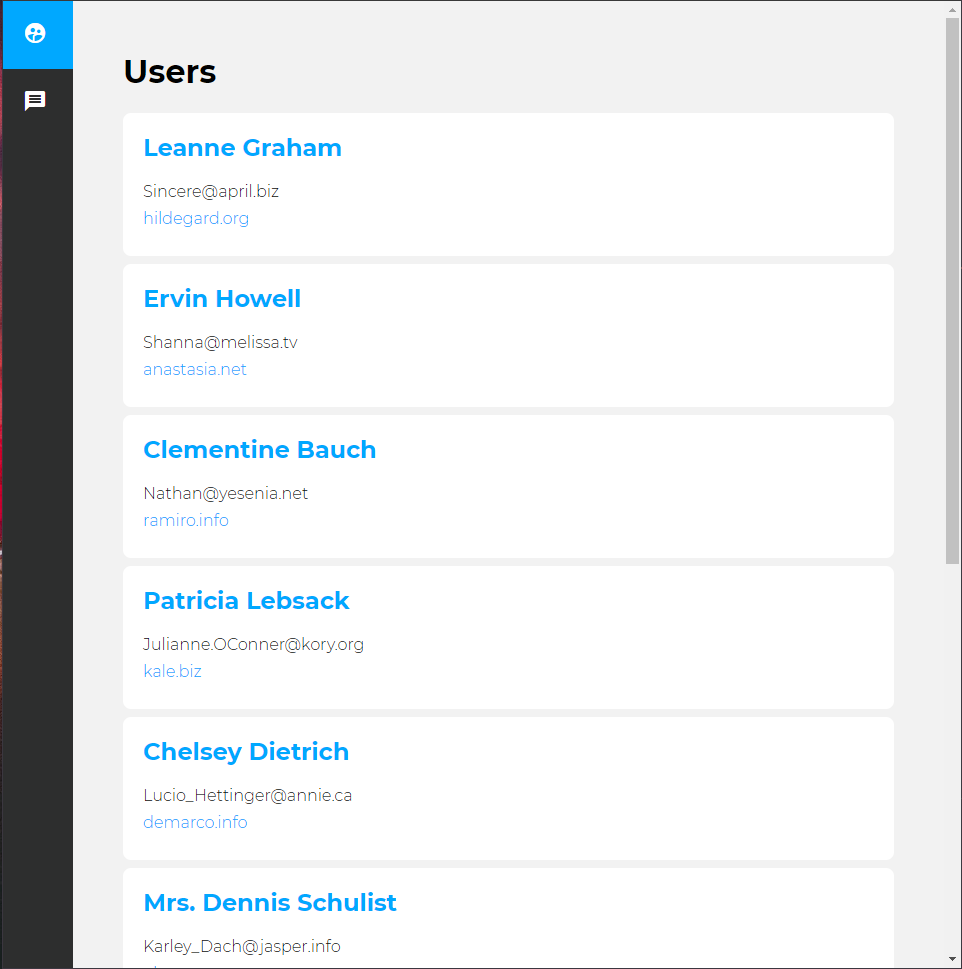 Users
Leanne Graham
Sincere@april.biz
hildegard.org
Ervin Howell
Shanna@melissa.tv
anastasia.net
Clementine Bauch
Nathan@yesenia.net
ramiro.info
Patricia Lebsack
Julianne.OConner@kory.org
kale.biz
Chelsey Dietrich
Lucio_Hettinger@annie.ca
demarco.info
Mrs. Dennis Schulist
Karley_Dach@jasper.info